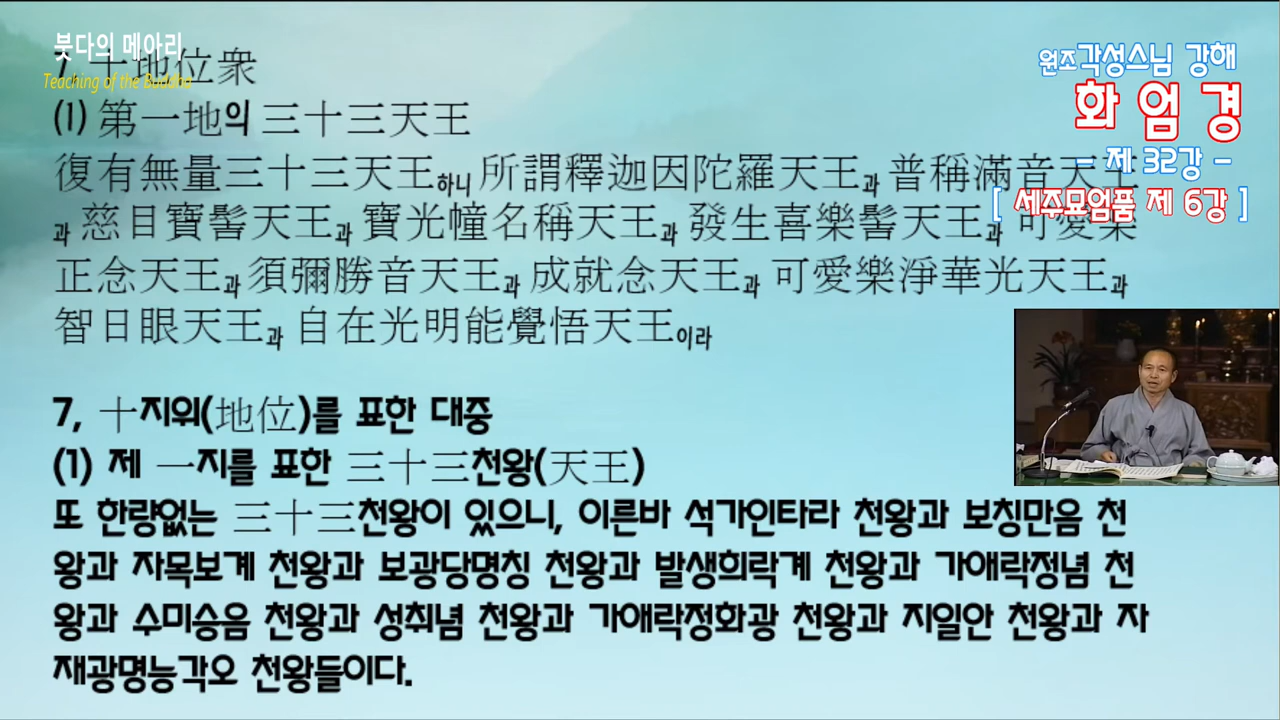 붓다의 메아리
Teaching of the Buddha
7, 十地位衆
(1) 第一地의 三十三天王
復有無量三十三天王하니 所謂釋迦因陀羅天王과 普稱滿音天王
과 慈目寶髻天王과 寶光幢名稱天王과 發生喜樂髻天王과 可愛樂
正念天王과 須彌勝音天王과 成就念天王과 可愛樂淨華光天王과
智日眼天王과 自在光明能覺悟天王이라
7, 十지위(地位)를 표한 대중
(1) 제 一지를 표한 三十三천왕(天王)
또 한량없는 三十三천왕이 있으니, 이른바 석가인타라 천왕과 보칭만음 천
왕과 자목보계 천왕과 보광당명칭 천왕과 발생희락계 천왕과 가애락정념 천
왕과 수미승음 천왕과 성취념 천왕과 가애락정화광 천왕과 지일안 천왕과 자
재광명능각오 천왕들이다.
원조각성스님 강해
화엄경
- 제 32강 -
[ 세주묘엄품 제 6강 ]